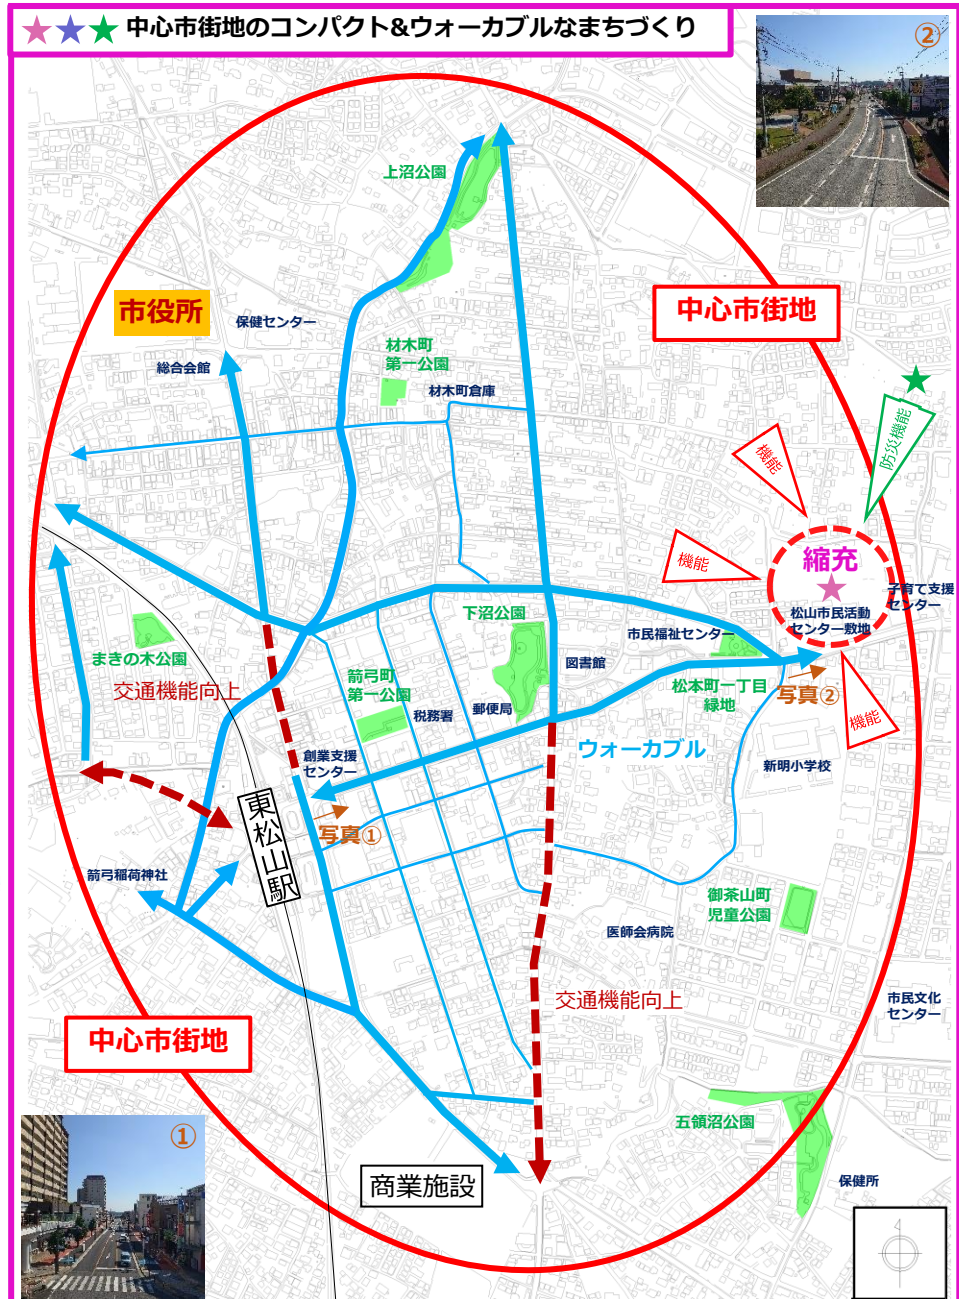 ★★★ 中心市街地のコンパクト&ウォーカブルなまちづくり
②
上沼公園
中心市街地
市役所
保健センター
総合会館
材木町
第一公園
材木町倉庫
防災機能
機能
機能
縮充
子育て支援
センター
松山市民活動
センター敷地
下沼公園
市民福祉センター
図書館
まきの木公園
交通機能向上
箭弓町
第一公園
税務署
郵便局
松本町一丁目
緑地
写真②
機能
ウォーカブル
創業支援
センター
新明小学校
東松山駅
写真①
箭弓稲荷神社
御茶山町
児童公園
医師会病院
交通機能向上
市民文化
センター
中心市街地
五領沼公園
①
商業施設
保健所